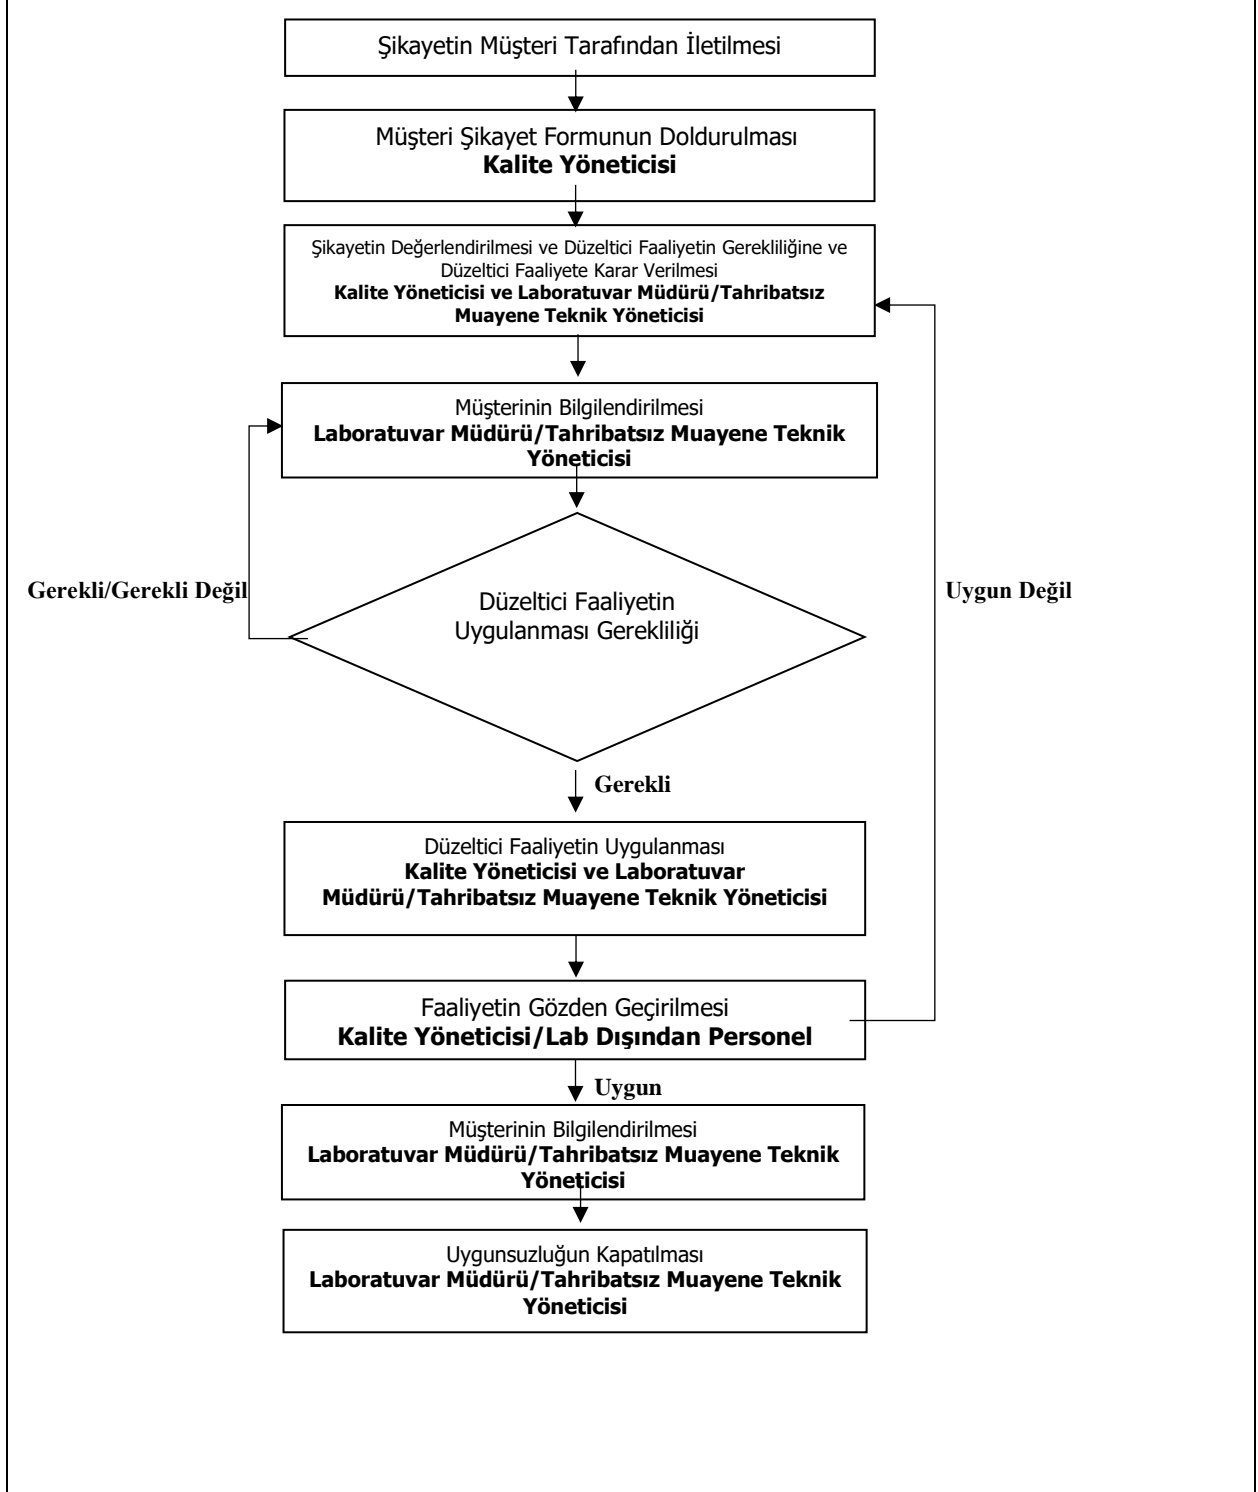 Şikayetin Müşteri Tarafından İletilmesi
Müşteri Şikayet Formunun Doldurulması
Kalite Yöneticisi
Şikayetin Değerlendirilmesi ve Düzeltici Faaliyetin Gerekliliğine ve
Düzeltici Faaliyete Karar Verilmesi
Kalite Yöneticisi ve Laboratuvar Müdürü/Tahribatsız
Muayene Teknik Yöneticisi
Müşterinin Bilgilendirilmesi
Laboratuvar Müdürü/Tahribatsız Muayene Teknik
Yöneticisi
Gerekli/Gerekli Değil
Düzeltici Faaliyetin
Uygulanması Gerekliliği
Uygun Değil
Gerekli
Düzeltici Faaliyetin Uygulanması
Kalite Yöneticisi ve Laboratuvar
Müdürü/Tahribatsız Muayene Teknik Yöneticisi
Faaliyetin Gözden Geçirilmesi
Kalite Yöneticisi/Lab Dışından Personel
Uygun
Müşterinin Bilgilendirilmesi
Laboratuvar Müdürü/Tahribatsız Muayene Teknik
Yöneticisi
Uygunsuzluğun Kapatılması
Laboratuvar Müdürü/Tahribatsız Muayene Teknik
Yöneticisi